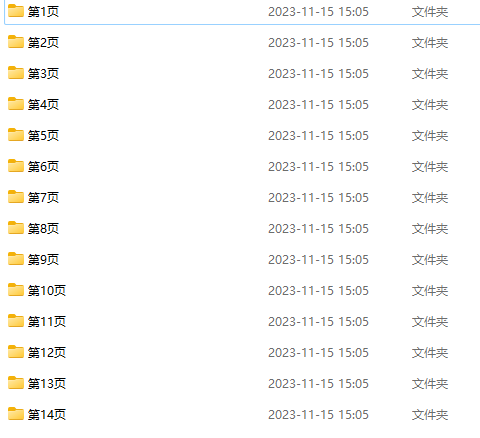 第1页 2023-11-15 15:05 文件夹
第2页 2023-11-15 15:05 文件夹
第3页 2023-11-15 15:05 文件夹
第4页 2023-11-15 15:05 文件夹
第5页 2023-11-15 15:05 文件夹
第6页 2023-11-15 15:05 文件夹
第7页 2023-11-15 15:05 文件夹
第8页 2023-11-15 15:05 文件夹
第9页 2023-11-15 15:05 文件夹
第10页 2023-11-15 15:05 文件夹
第11页 2023-11-15 15:05 文件夹
第12页 2023-11-15 15:05 文件夹
第13页 2023-11-15 15:05 文件夹
第14页 2023-11-15 15:05 文件夹